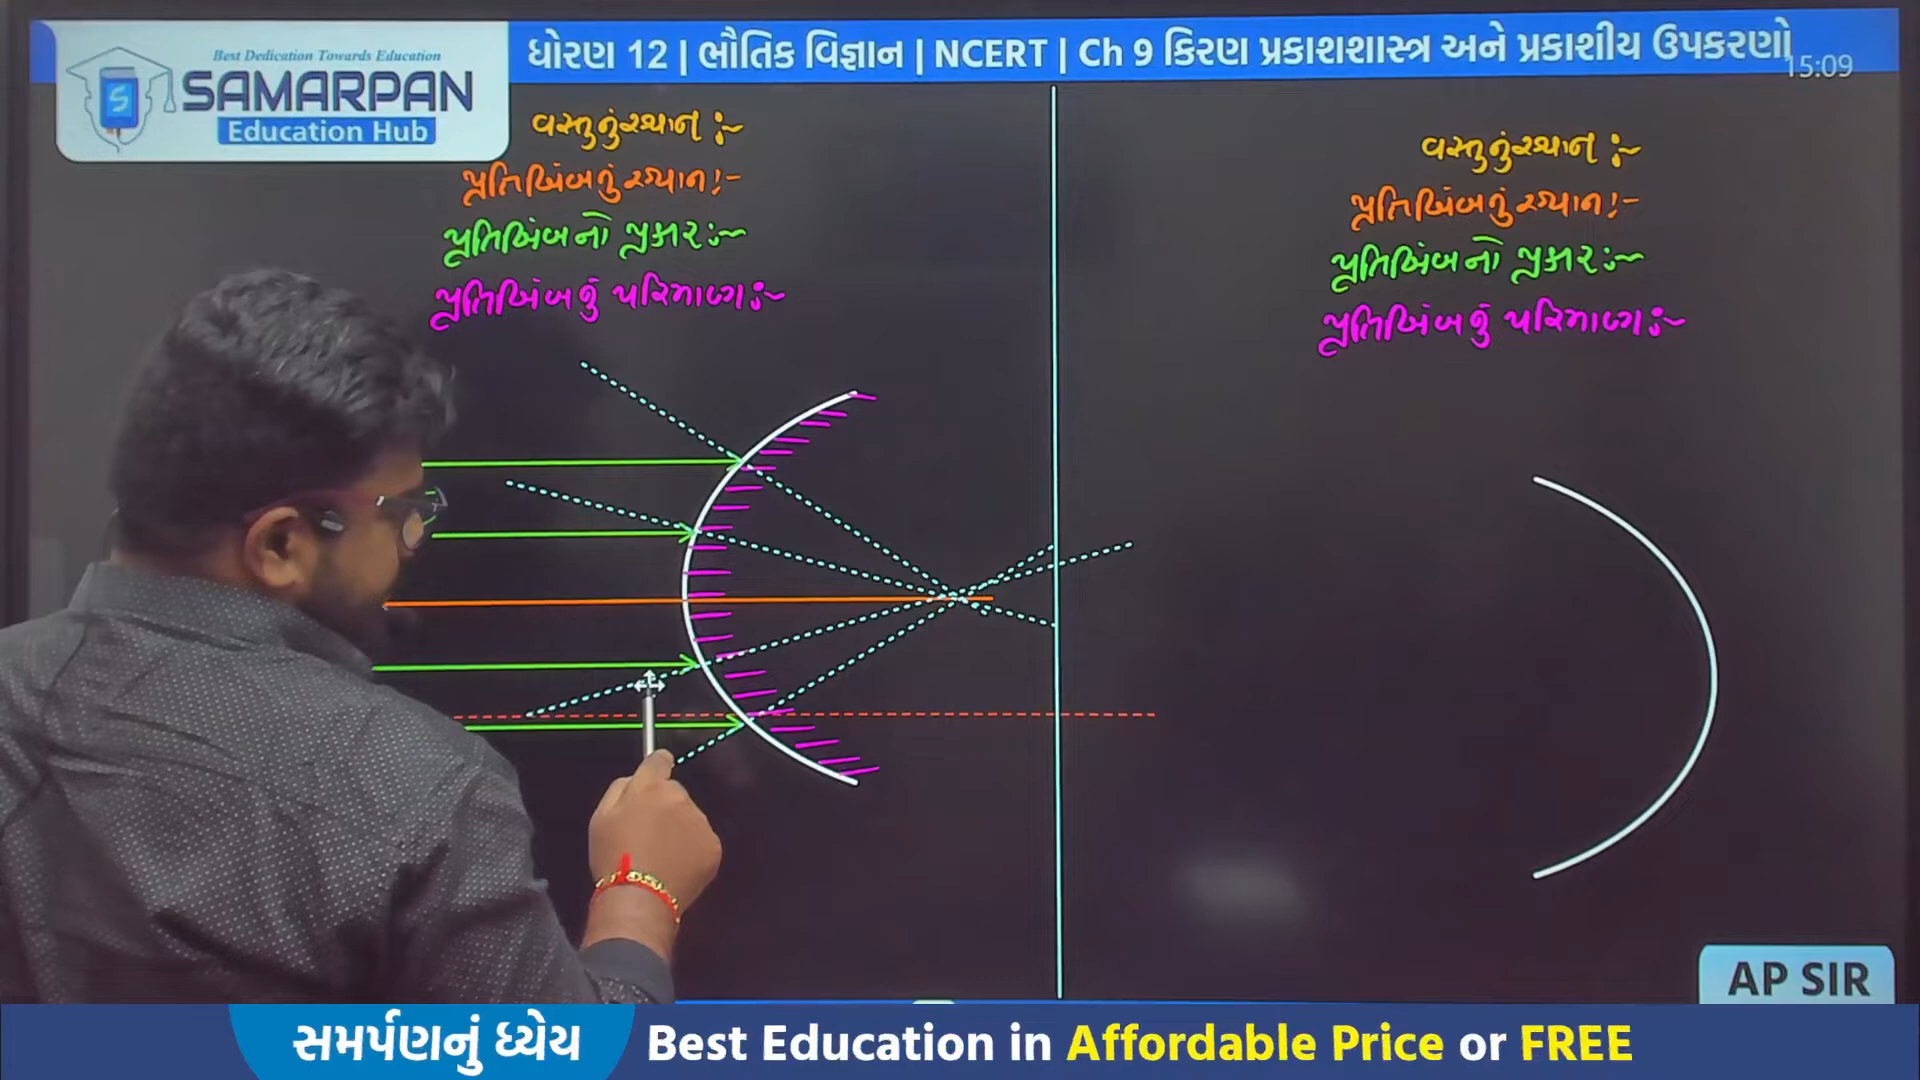 Best Dedication Towards Education
SAMARPAN
Education Hub
S
ધોરણ 12 | ભૌતિક વિજ્ઞાન | NCERT | Ch 9 કિરણ પ્રકાશશાસ્ત્ર અને પ્રકાશીય ઉપકરણો
15:09
વસ્તુનું સ્થાન :-
પ્રતિબિંબનું સ્થાન :-
પ્રતિબિંબનો પ્રકાર :-
પ્રતિબિંબનું પરિમાણ :-
વસ્તુનું સ્થાન :-
પ્રતિબિંબનું સ્થાન :-
પ્રતિબિંબનો પ્રકાર :-
પ્રતિબિંબનું પરિમાણ :-
AP SIR
સમર્પણનું ધ્યેય
Best Education in Affordable Price or FREE